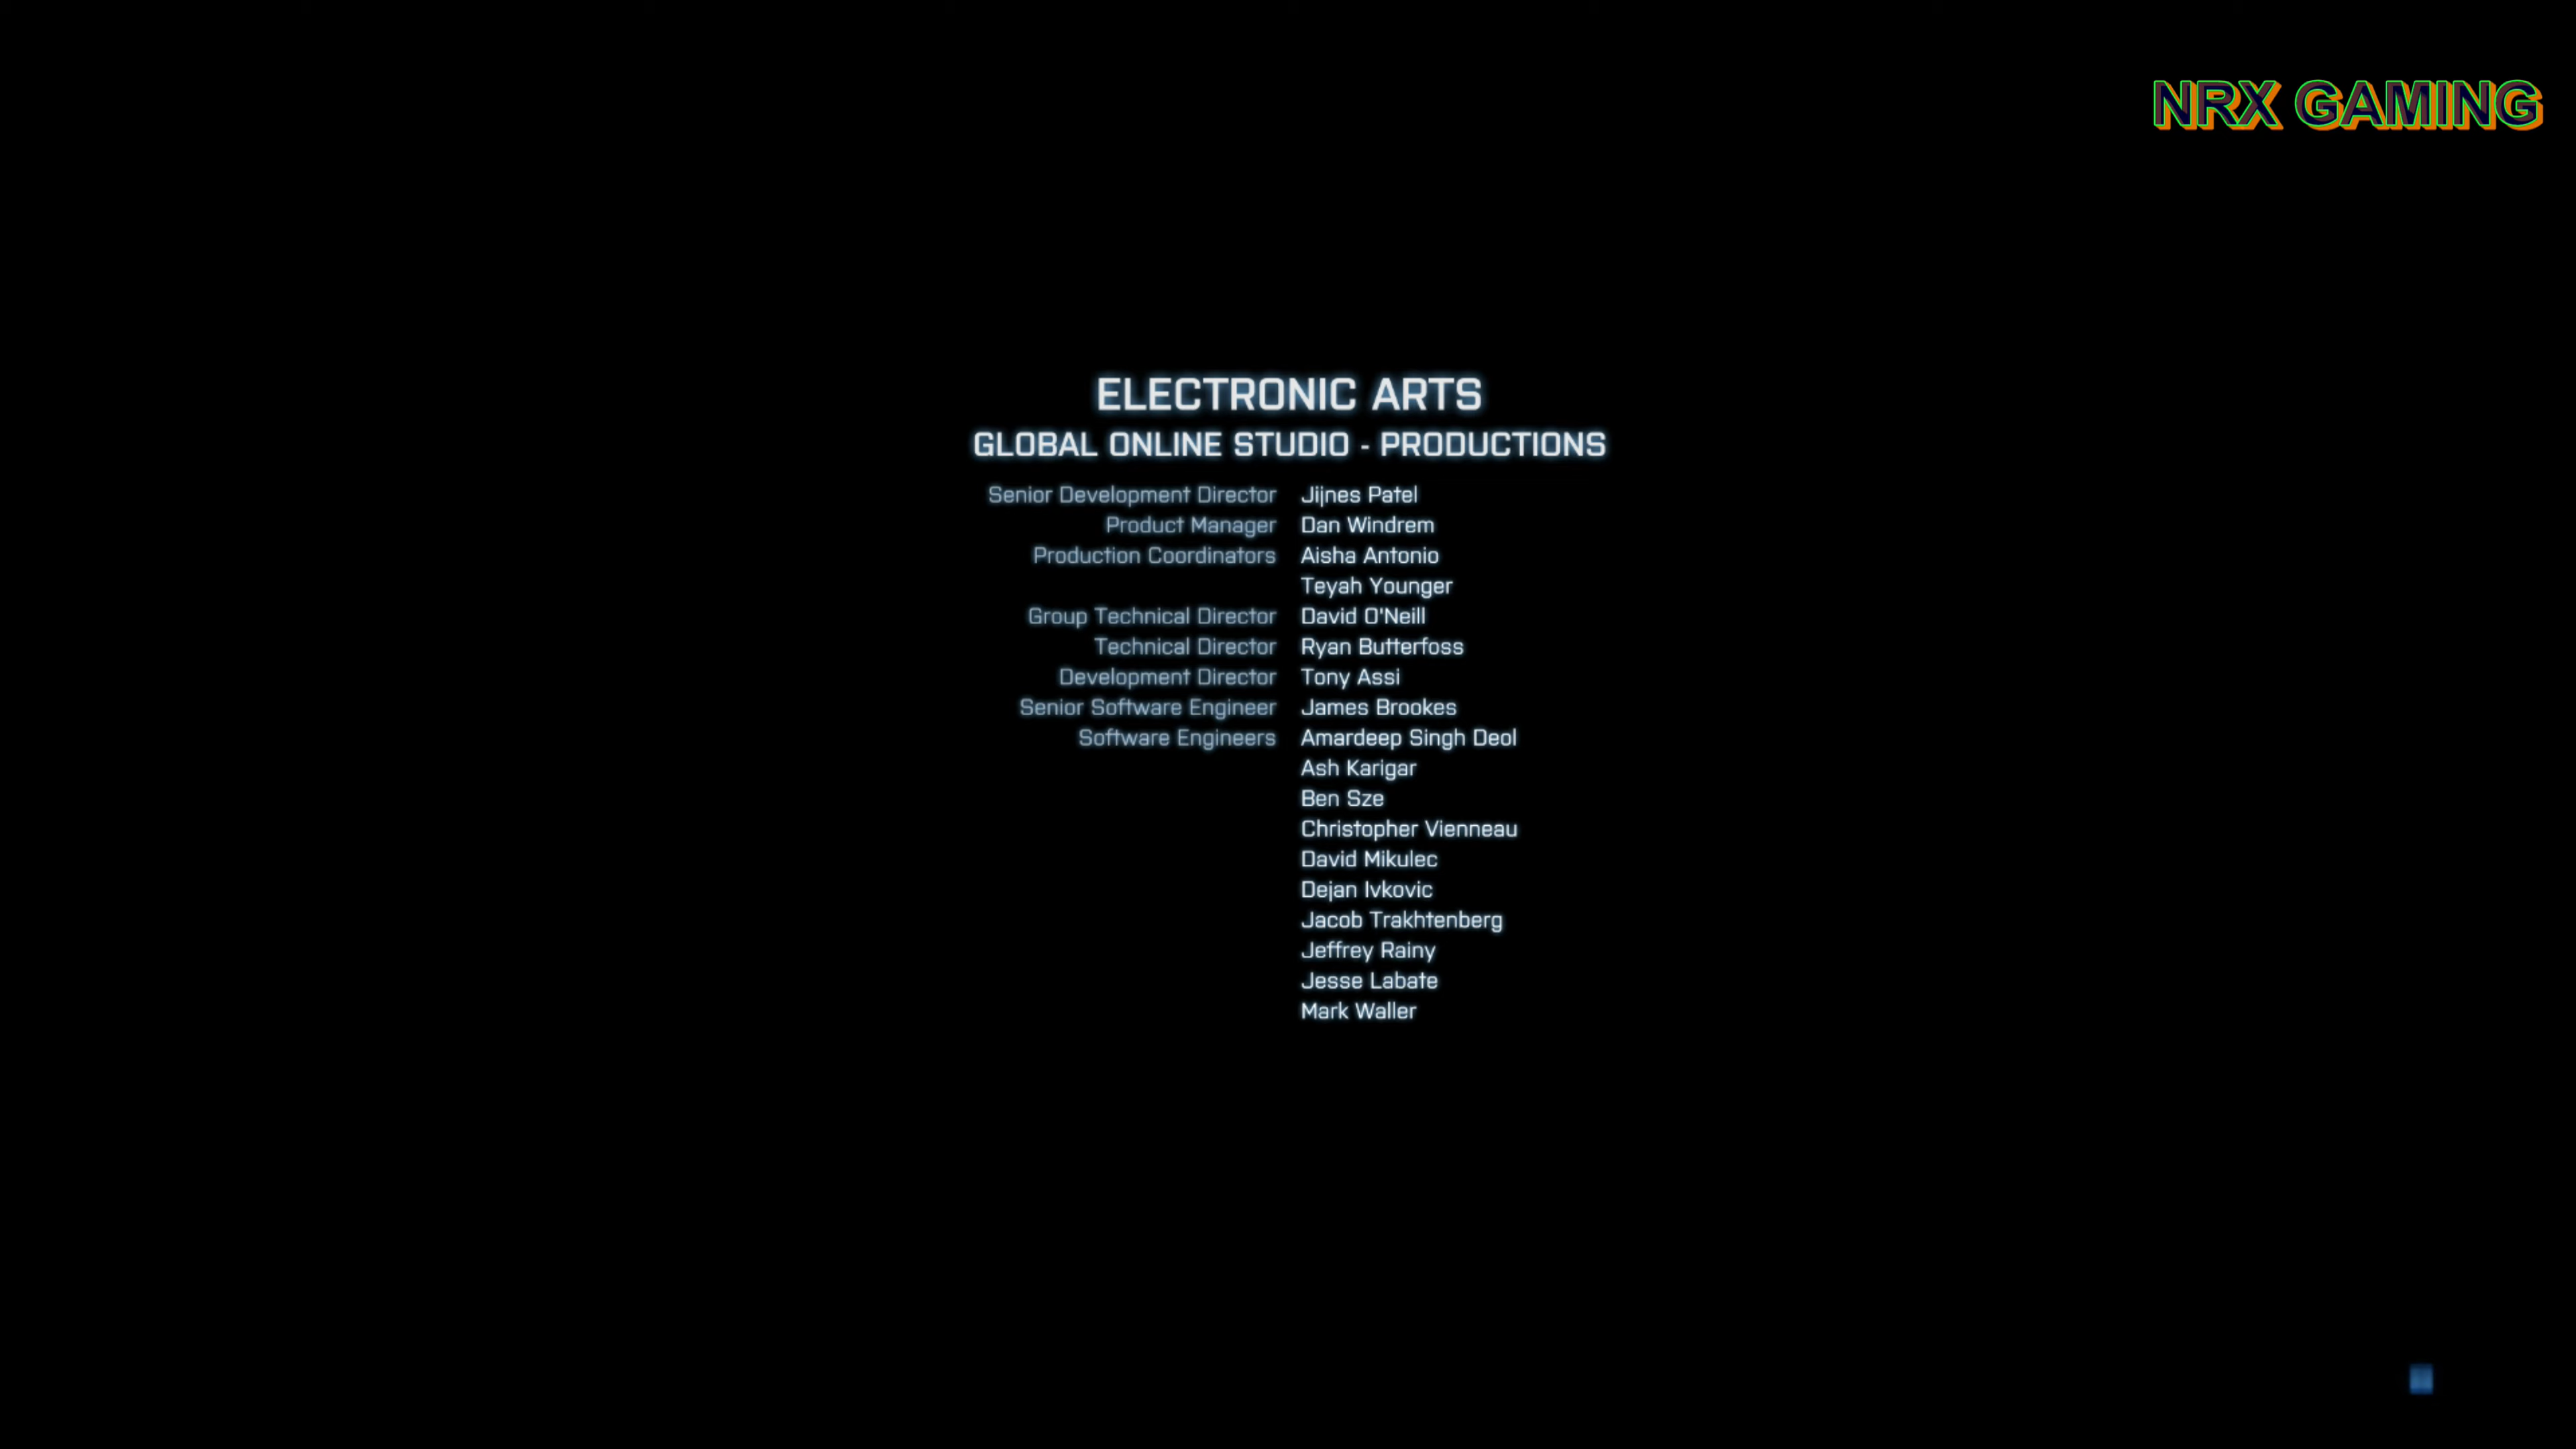 NRX GAMING
ELECTRONIC ARTS
GLOBAL ONLINE STUDIO - PRODUCTIONS
Senior Development Director Jijnes Patel
Product Manager Dan Windrem
Production Coordinators Aisha Antonio
Teyah Younger
Group Technical Director David O'Neill
Technical Director Ryan Butterfoss
Development Director Tony Assi
Senior Software Engineer James Brookes
Software Engineers Amardeep Singh Deol
Ash Karigar
Ben Sze
Christopher Vienneau
David Mikulec
Dejan Ivkovic
Jacob Trakhtenberg
Jeffrey Rainy
Jesse Labate
Mark Waller